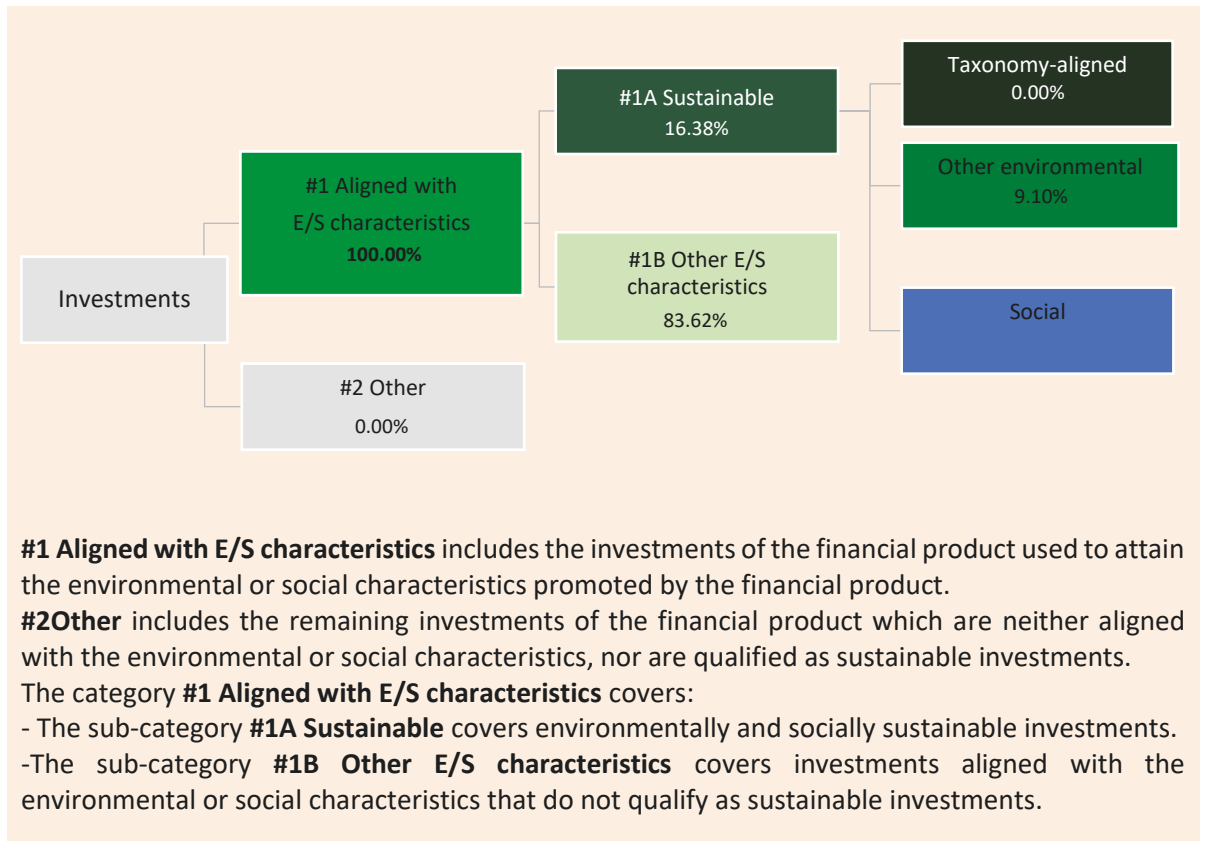 Investments
#1 Aligned with
E/S characteristics
100.00%
#2 Other
0.00%
#1A Sustainable
16.38%
#1B Other E/S
characteristics
83.62%
Taxonomy-aligned
0.00%
Other environmental
9.10%
Social
#1 Aligned with E/S characteristics includes the investments of the financial product used to attain
the environmental or social characteristics promoted by the financial product.
#2Other includes the remaining investments of the financial product which are neither aligned
with the environmental or social characteristics, nor are qualified as sustainable investments.
The category #1 Aligned with E/S characteristics covers:
- The sub-category #1A Sustainable covers environmentally and socially sustainable investments.
-The sub-category #1B Other E/S characteristics covers investments aligned with the
environmental or social characteristics that do not qualify as sustainable investments.